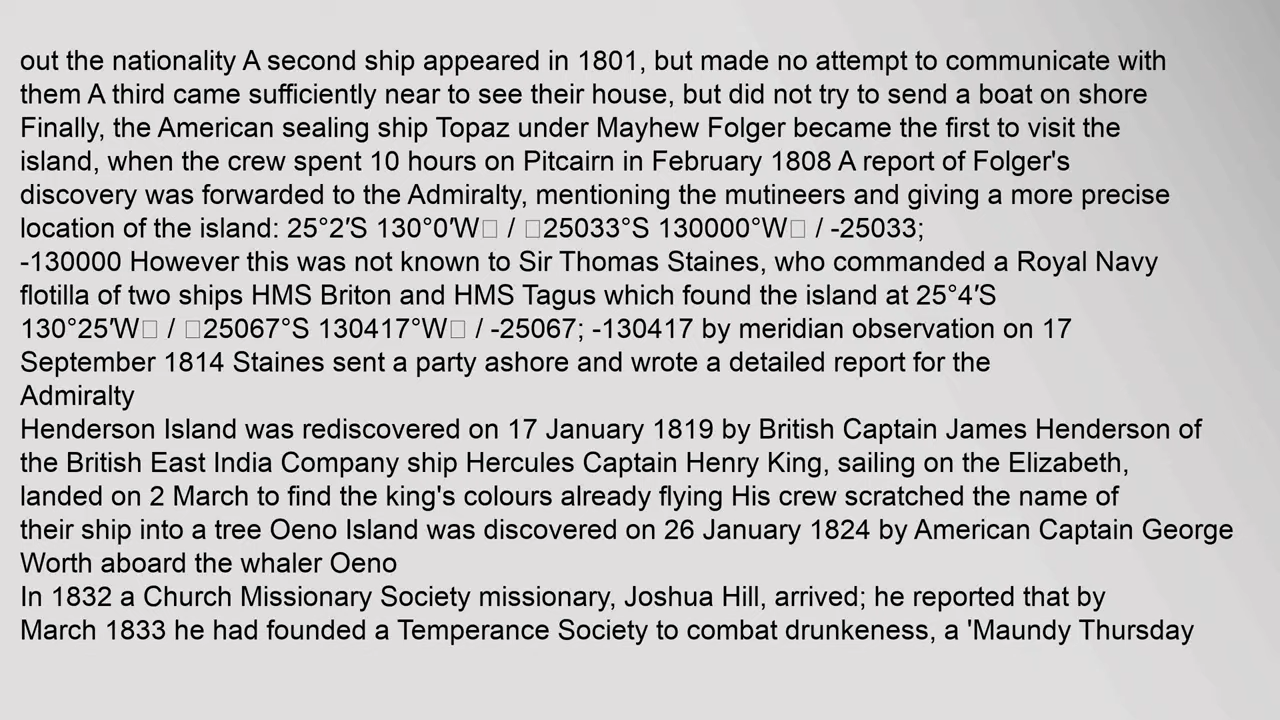 out the nationality A second ship appeared in 1801, but made no attempt to communicate with
them A third came sufficiently near to see their house, but did not try to send a boat on shore
Finally, the American sealing ship Topaz under Mayhew Folger became the first to visit the
island, when the crew spent 10 hours on Pitcairn in February 1808 A report of Folger's
discovery was forwarded to the Admiralty, mentioning the mutineers and giving a more precise
location of the island: 25°2′S 130°0′W□ / □25033°S 130000°W□ / -25033;
-130000 However this was not known to Sir Thomas Staines, who commanded a Royal Navy
flotilla of two ships HMS Briton and HMS Tagus which found the island at 25°4′S
130°25′W□ / □25067°S 130417°W□ / -25067; -130417 by meridian observation on 17
September 1814 Staines sent a party ashore and wrote a detailed report for the
Admiralty
Henderson Island was rediscovered on 17 January 1819 by British Captain James Henderson of
the British East India Company ship Hercules Captain Henry King, sailing on the Elizabeth,
landed on 2 March to find the king's colours already flying His crew scratched the name of
their ship into a tree Oeno Island was discovered on 26 January 1824 by American Captain George
Worth aboard the whaler Oeno
In 1832 a Church Missionary Society missionary, Joshua Hill, arrived; he reported that by
March 1833 he had founded a Temperance Society to combat drunkeness, a 'Maundy Thursday